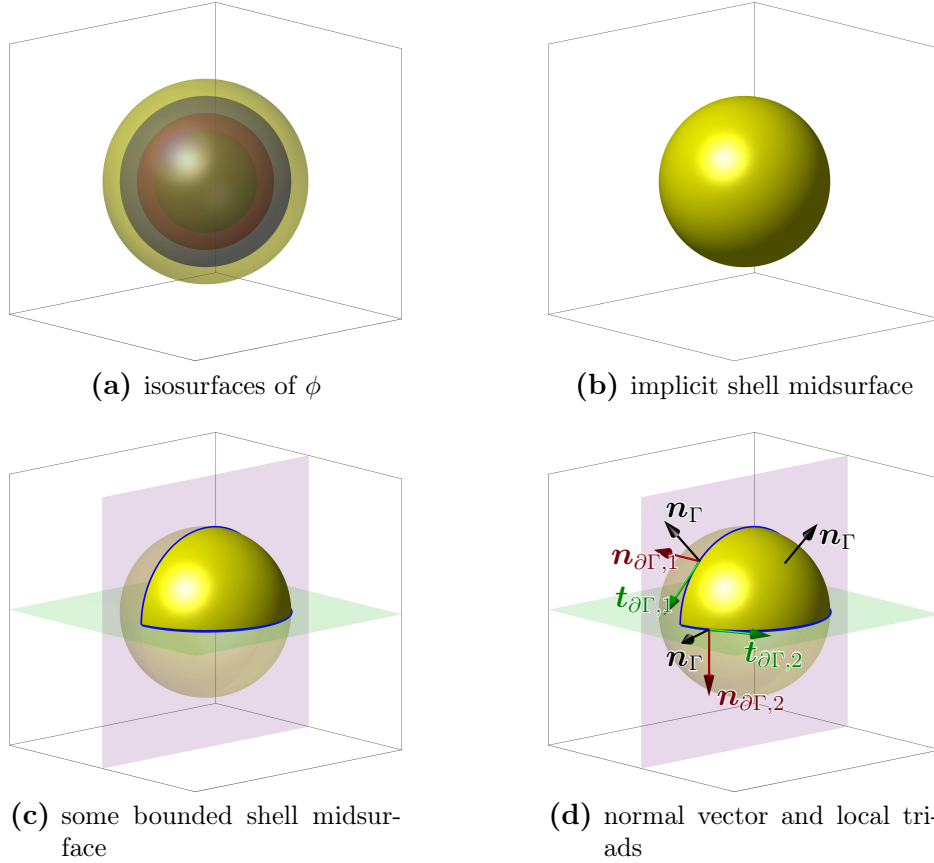 (a) isosurfaces of ϕ
(b) implicit shell midsurface
n_Γ
n_Γ
n_∂Γ,1
t_∂Γ,1
n_Γ
t_∂Γ,2
n_∂Γ,2
(c) some bounded shell midsur-
face
(d) normal vector and local tri-
ads